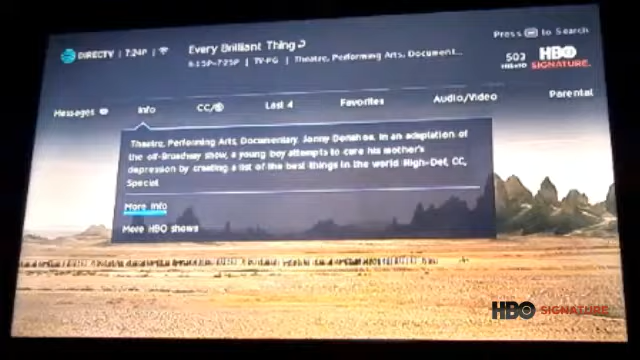 DIRECTV | 7:24P |
Every Brilliant Thing
6:15P-7:25P | TV-PG | Theatre, Performing Arts, Document...
Press to Search
503
HBO
SIGNATURE.
Messages
Info
CC/
Last 4
Favorites
Audio/Video
Parental
Theatre, Performing Arts, Documentary. Jonny Donahoe. In an adaptation of
the off-Broadway show, a young boy attempts to cure his mother's
depression by creating a list of the best things in the world High-Def, CC,
Special
More Info
More HBO shows
HBO SIGNATURE